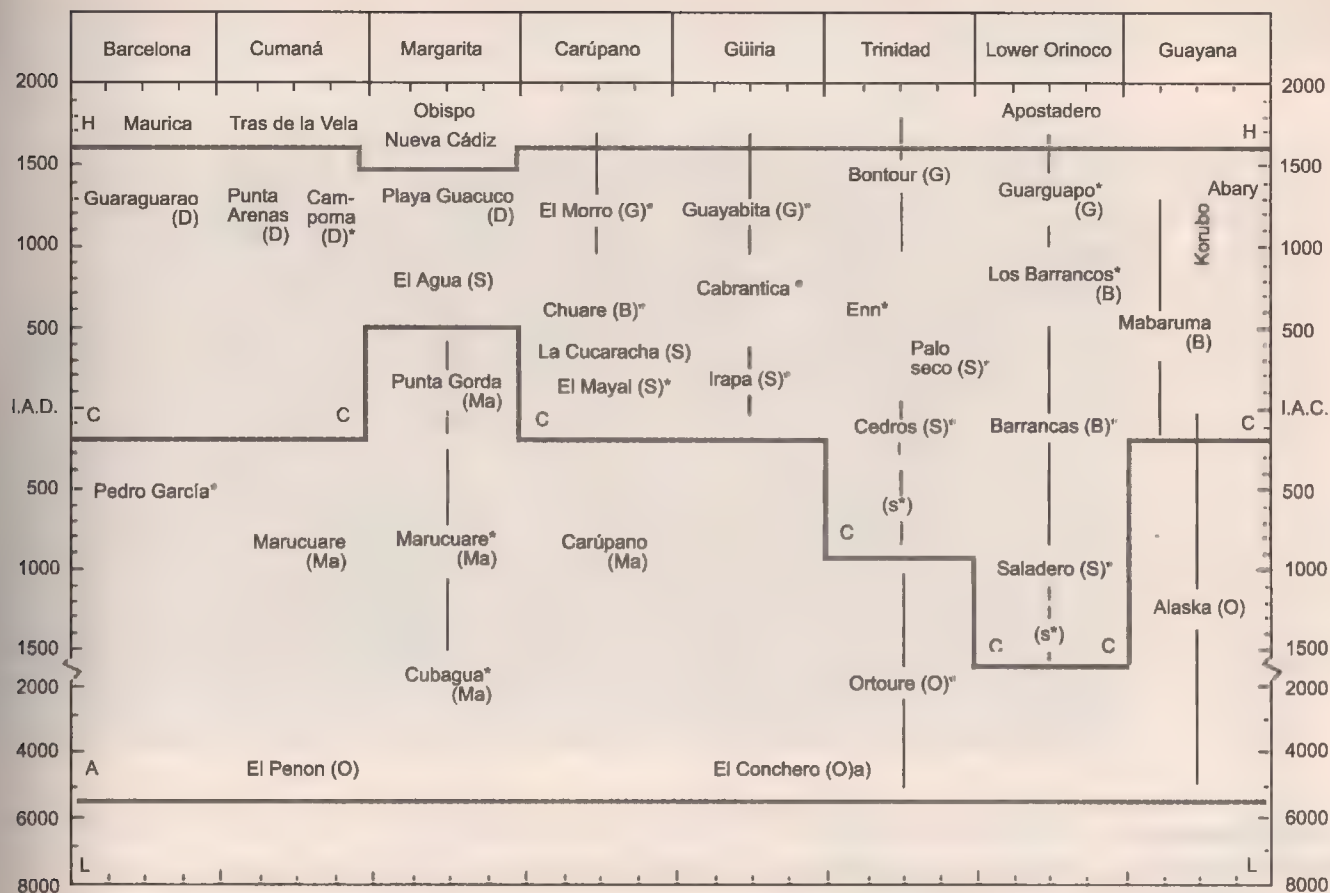 Barcelona Cumaná Margarita Carúpano Güiria Trinidad Lower Orinoco Guayana
2000 2000
Obispo Apostadero
H Maurica Tras de la Vela Nueva Cádiz H
1500 1500
Guaraguarao (D)
Punta Arenas (D)
Cam-
poma
(D)*
Playa Guacuco
(D)
El Morro (G)*
Guayabita (G)*
Bontour (G)
Guarguapo*
(G)
Korubo
Abary
1000 1000
El Agua (S)
Chuare (B)*
Cabrantica *
Enn*
Los Barrancos*
(B)
500 500
Mabaruma
(B)
La Cucaracha (S)
El Mayal (S)*
Irapa (S)*
Palo
seco (S)*
Punta Gorda
(Ma)
I.A.D. C C C C I.A.C.
Cedros (S)*
Barrancas (B)*
500 500
Pedro García*
(s*)
Marucuare
(Ma)
Marucuare*
(Ma)
Carúpano
(Ma)
C
1000 1000
Saladero (S)*
Alaska (O)
C (s*) C
1500 1500
Cubagua*
(Ma)
Ortoure (O)*
2000 2000
4000 4000
A El Penon (O) El Conchero (O)a)
6000 6000
L L
8000 8000